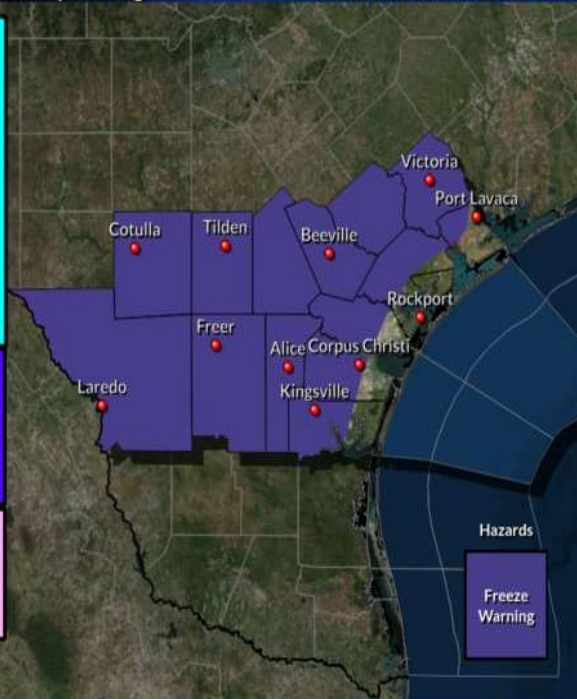 Victoria
Port Lavaca
Cotulla
Tilden
Beeville
Rockport
Freer
Alice
Corpus Christi
Laredo
Kingsville
Hazards
Freeze
Warning